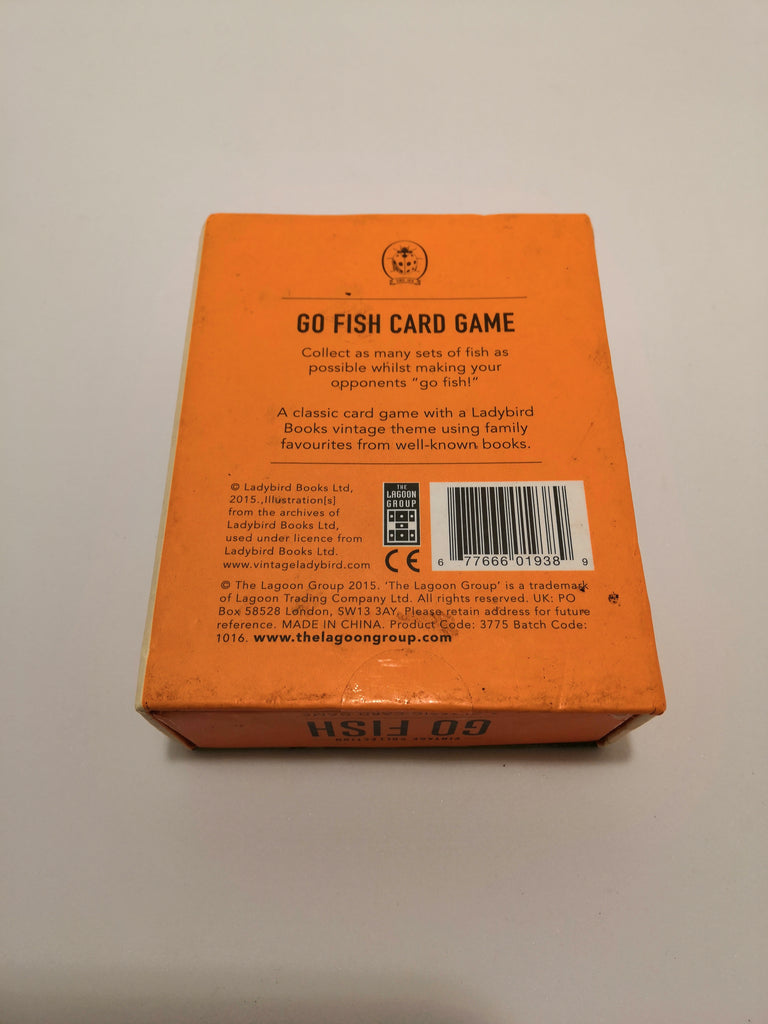 GO FISH CARD GAME
Collect as many sets of fish as
possible whilst making your
opponents "go fish!"
A classic card game with a Ladybird
Books vintage theme using family
favourites from well-known books.
© Ladybird Books Ltd,
2015.,Illustration[s]
from the archives of
Ladybird Books Ltd,
used under licence from
Ladybird Books Ltd.
www.vintageladybird.com
THE
LAGOON
GROUP
CE
6 77666 01938 9
© The Lagoon Group 2015. 'The Lagoon Group' is a trademark
of Lagoon Trading Company Ltd. All rights reserved. UK: PO
Box 58528 London, SW13 3AY. Please retain address for future
reference. MADE IN CHINA. Product Code: 3775 Batch Code:
1016. www.thelagoongroup.com
VINTAGE COLLECTION
GO FISH
CLASSIC CARD GAME